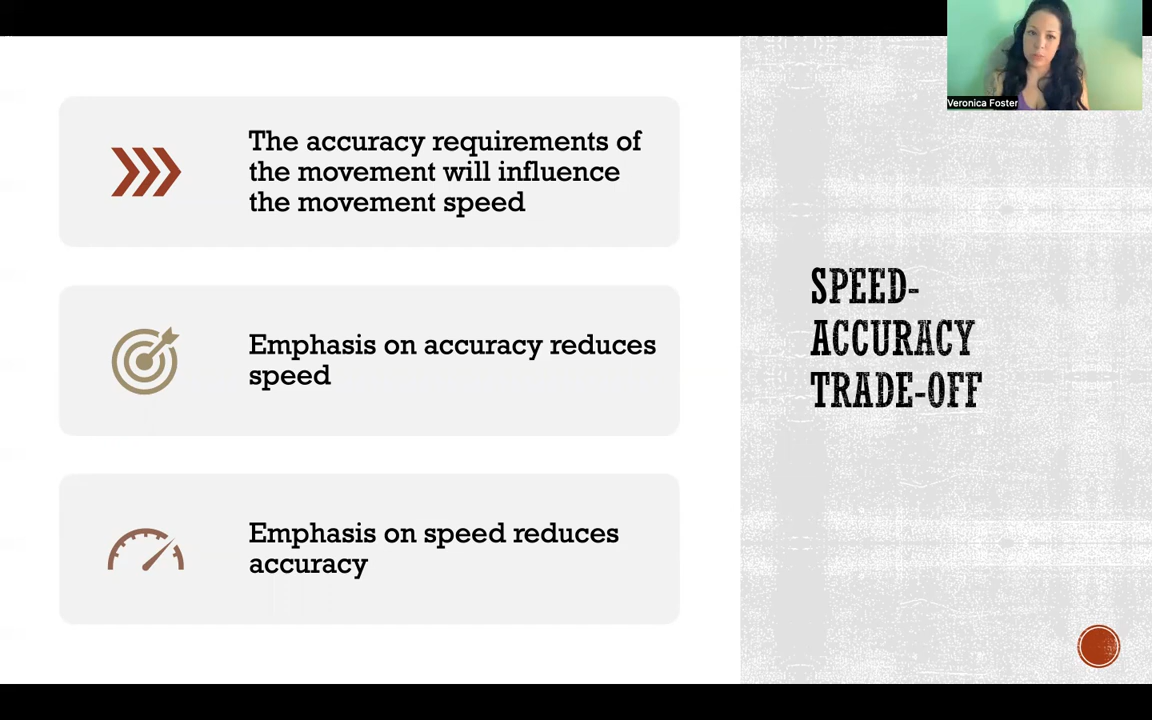 The accuracy requirements of
the movement will influence
the movement speed
Emphasis on accuracy reduces
speed
Emphasis on speed reduces
accuracy
SPEED-
ACCURACY
TRADE-OFF
Veronica Foster